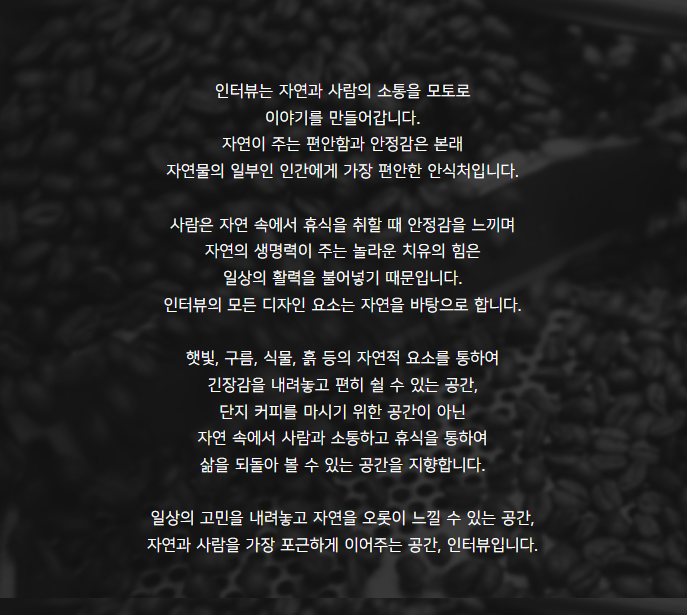 인터뷰는 자연과 사람의 소통을 모토로
이야기를 만들어갑니다.
자연이 주는 편안함과 안정감은 본래
자연물의 일부인 인간에게 가장 편안한 안식처입니다.
사람은 자연 속에서 휴식을 취할 때 안정감을 느끼며
자연의 생명력이 주는 놀라운 치유의 힘은
일상의 활력을 불어넣기 때문입니다.
인터뷰의 모든 디자인 요소는 자연을 바탕으로 합니다.
햇빛, 구름, 식물, 흙 등의 자연적 요소를 통하여
긴장감을 내려놓고 편히 쉴 수 있는 공간,
단지 커피를 마시기 위한 공간이 아닌
자연 속에서 사람과 소통하고 휴식을 통하여
삶을 되돌아 볼 수 있는 공간을 지향합니다.
일상의 고민을 내려놓고 자연을 오롯이 느낄 수 있는 공간,
자연과 사람을 가장 포근하게 이어주는 공간, 인터뷰입니다.